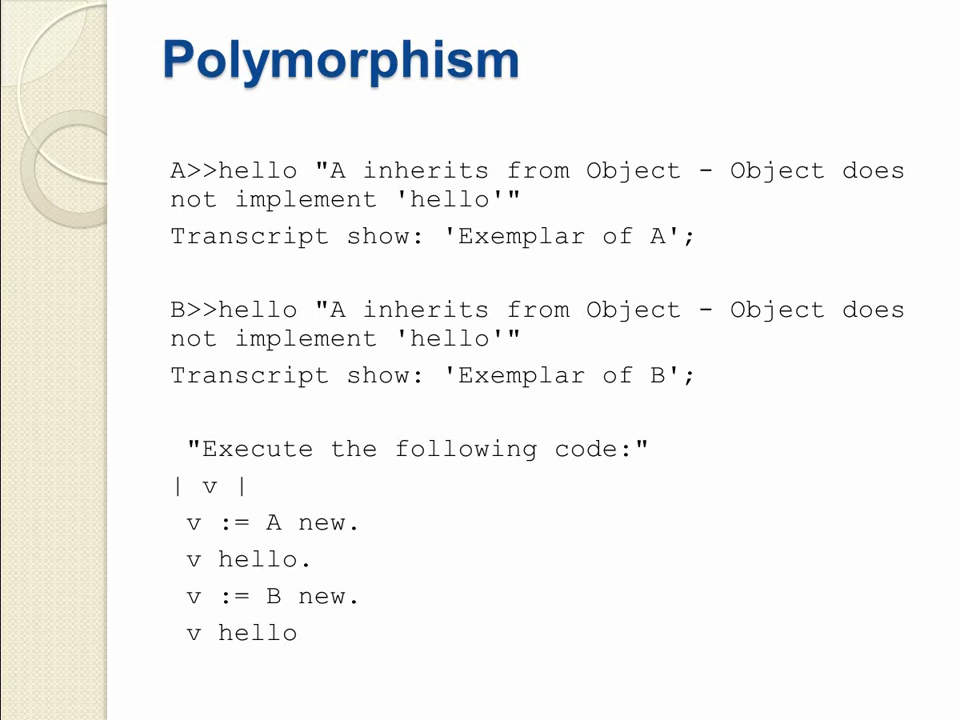 Polymorphism
A>>hello "A inherits from Object - Object does
not implement 'hello'"
Transcript show: 'Exemplar of A';
B>>hello "A inherits from Object - Object does
not implement 'hello'"
Transcript show: 'Exemplar of B';
"Execute the following code:"
| v |
v := A new.
v hello.
v := B new.
v hello